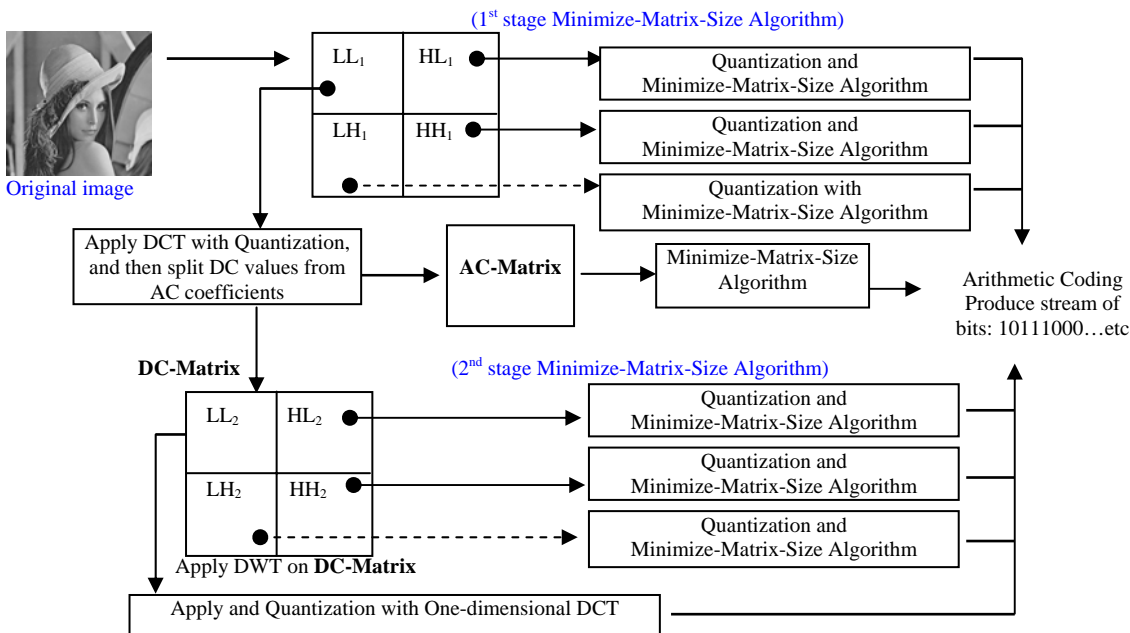 (1st stage Minimize-Matrix-Size Algorithm)
LL1
HL1
LH1
HH1
Quantization and
Minimize-Matrix-Size Algorithm
Quantization and
Minimize-Matrix-Size Algorithm
Quantization with
Minimize-Matrix-Size Algorithm
Original image
Apply DCT with Quantization,
and then split DC values from
AC coefficients
AC-Matrix
Minimize-Matrix-Size
Algorithm
Arithmetic Coding
Produce stream of
bits: 10111000…etc
DC-Matrix
(2nd stage Minimize-Matrix-Size Algorithm)
LL2
HL2
LH2
HH2
Quantization and
Minimize-Matrix-Size Algorithm
Quantization and
Minimize-Matrix-Size Algorithm
Quantization and
Minimize-Matrix-Size Algorithm
Apply DWT on DC-Matrix
Apply and Quantization with One-dimensional DCT